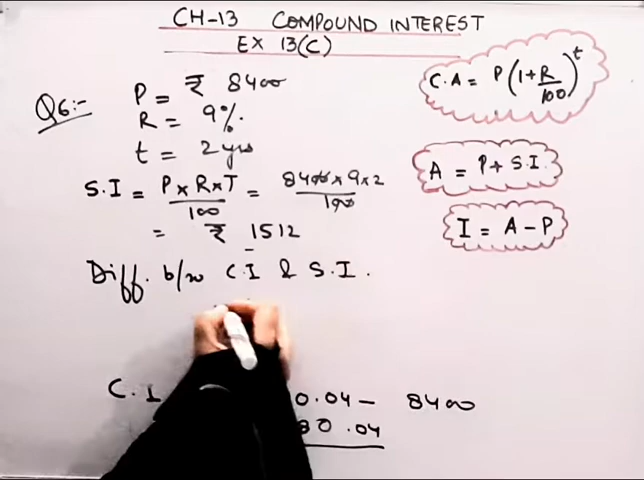 CH-13 COMPOUND INTEREST
EX 13(C)
Q6:- P = ₹ 8400
R = 9%.
t = 2 yrs
S.I = P x R x T / 100 = 8400 x 9 x 2 / 100
= ₹ 1512
Diff. b/w C.I & S.I.
C.I 0.04 - 8400
80.04
C.A = P(1+R/100)^t
A = P + S.I.
I = A - P